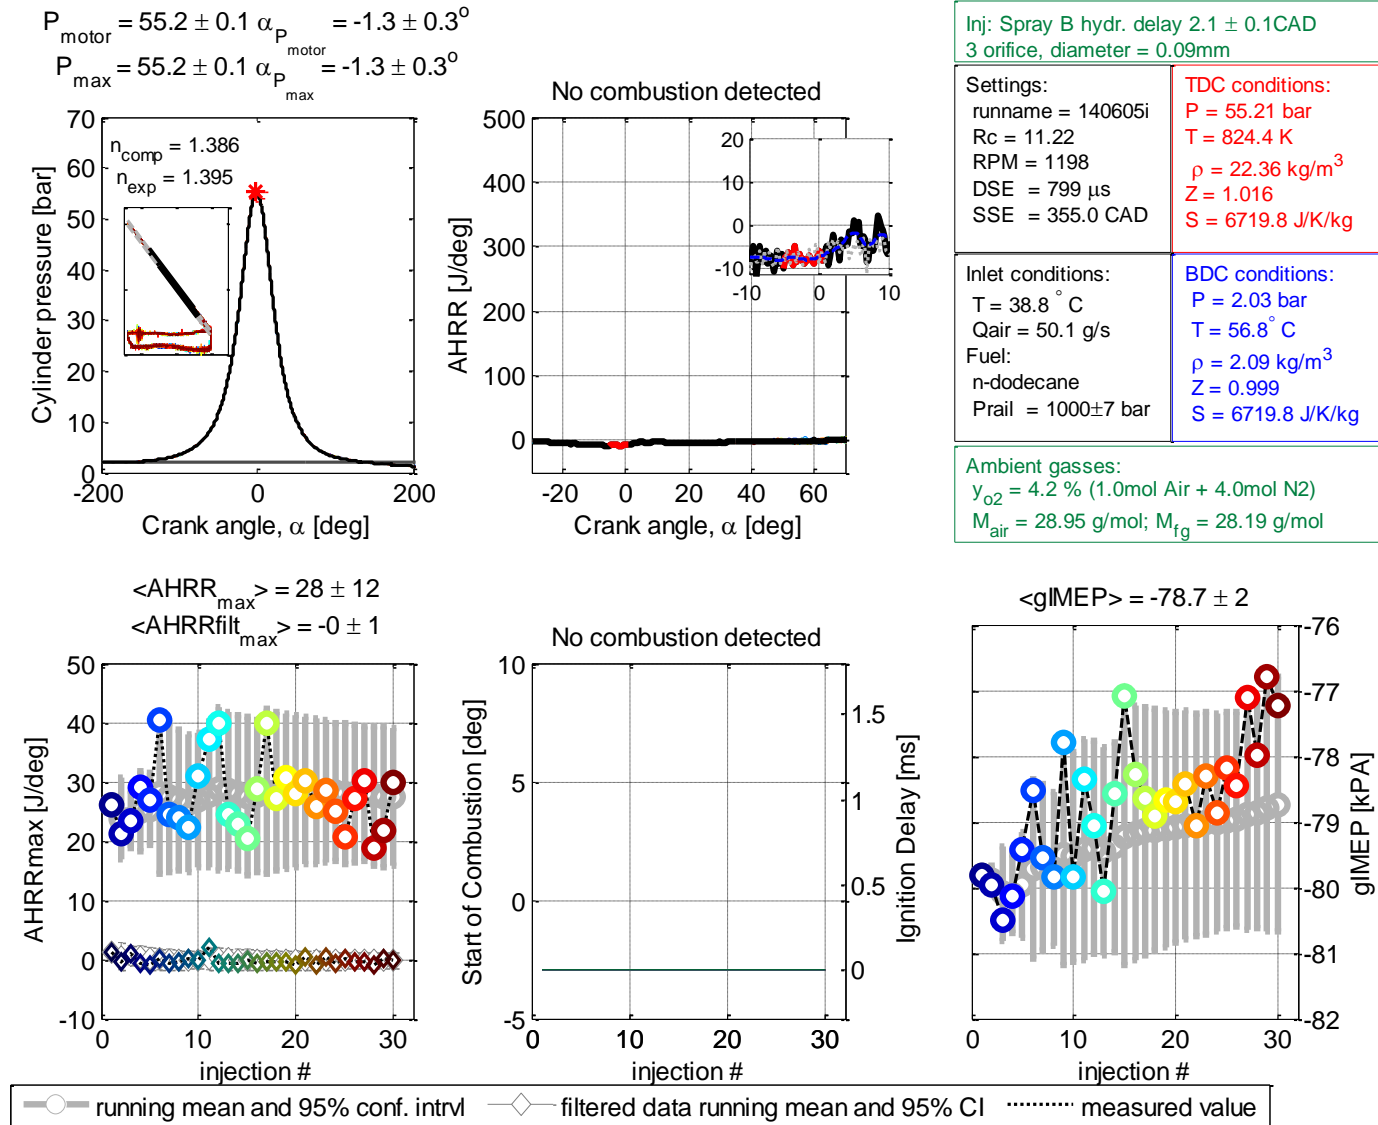 P_motor = 55.2 ± 0.1 α_P_motor = -1.3 ± 0.3°
P_max = 55.2 ± 0.1 α_P_max = -1.3 ± 0.3°
Cylinder pressure [bar]
70
60
50
40
30
20
10
0
n_comp = 1.386
n_exp = 1.395
-200
0
200
Crank angle, α [deg]
No combustion detected
AHRR [J/deg]
500
400
300
200
100
0
20
10
0
-10
-10
0
10
-20
0
20
40
60
Crank angle, α [deg]
Inj: Spray B hydr. delay 2.1 ± 0.1CAD
3 orifice, diameter = 0.09mm
Settings:
runname = 140605i
Rc = 11.22
RPM = 1198
DSE = 799 μs
SSE = 355.0 CAD
TDC conditions:
P = 55.21 bar
T = 824.4 K
ρ = 22.36 kg/m³
Z = 1.016
S = 6719.8 J/K/kg
Inlet conditions:
T = 38.8 ° C
Qair = 50.1 g/s
Fuel:
n-dodecane
Prail = 1000±7 bar
BDC conditions:
P = 2.03 bar
T = 56.8° C
ρ = 2.09 kg/m³
Z = 0.999
S = 6719.8 J/K/kg
Ambient gasses:
y_o2 = 4.2 % (1.0mol Air + 4.0mol N2)
M_air = 28.95 g/mol; M_fg = 28.19 g/mol
<AHRR_max> = 28 ± 12
<AHRRfilt_max> = -0 ± 1
AHRRmax [J/deg]
50
40
30
20
10
0
-10
0
10
20
30
injection #
No combustion detected
Start of Combustion [deg]
10
5
0
-5
0
10
20
30
injection #
1.5
1
0.5
0
Ignition Delay [ms]
<gIMEP> = -78.7 ± 2
-76
-77
-78
-79
-80
-81
-82
gIMEP [kPA]
0
10
20
30
injection #
running mean and 95% conf. intrvl
filtered data running mean and 95% CI
measured value